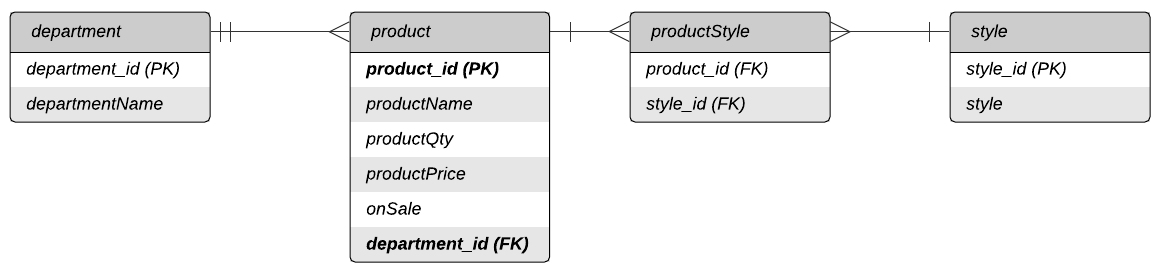 department
department_id (PK)
departmentName
product
product_id (PK)
productName
productQty
productPrice
onSale
department_id (FK)
productStyle
product_id (FK)
style_id (FK)
style
style_id (PK)
style